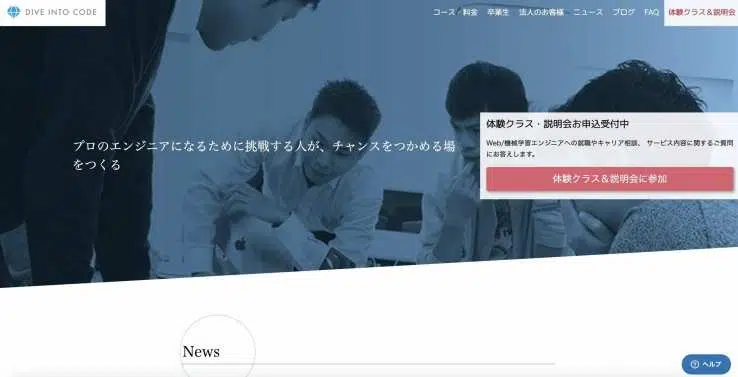 DIVE INTO CODE
コース／料金 卒業生 法人のお客様 ニュース ブログ FAQ 体験クラス＆説明会
プロのエンジニアになるために挑戦する人が、チャンスをつかめる場
をつくる
体験クラス・説明会お申込受付中
Web/機械学習エンジニアへの就職やキャリア相談、 サービス内容に関するご質問
にお答えします。
体験クラス＆説明会に参加
News
ヘルプ